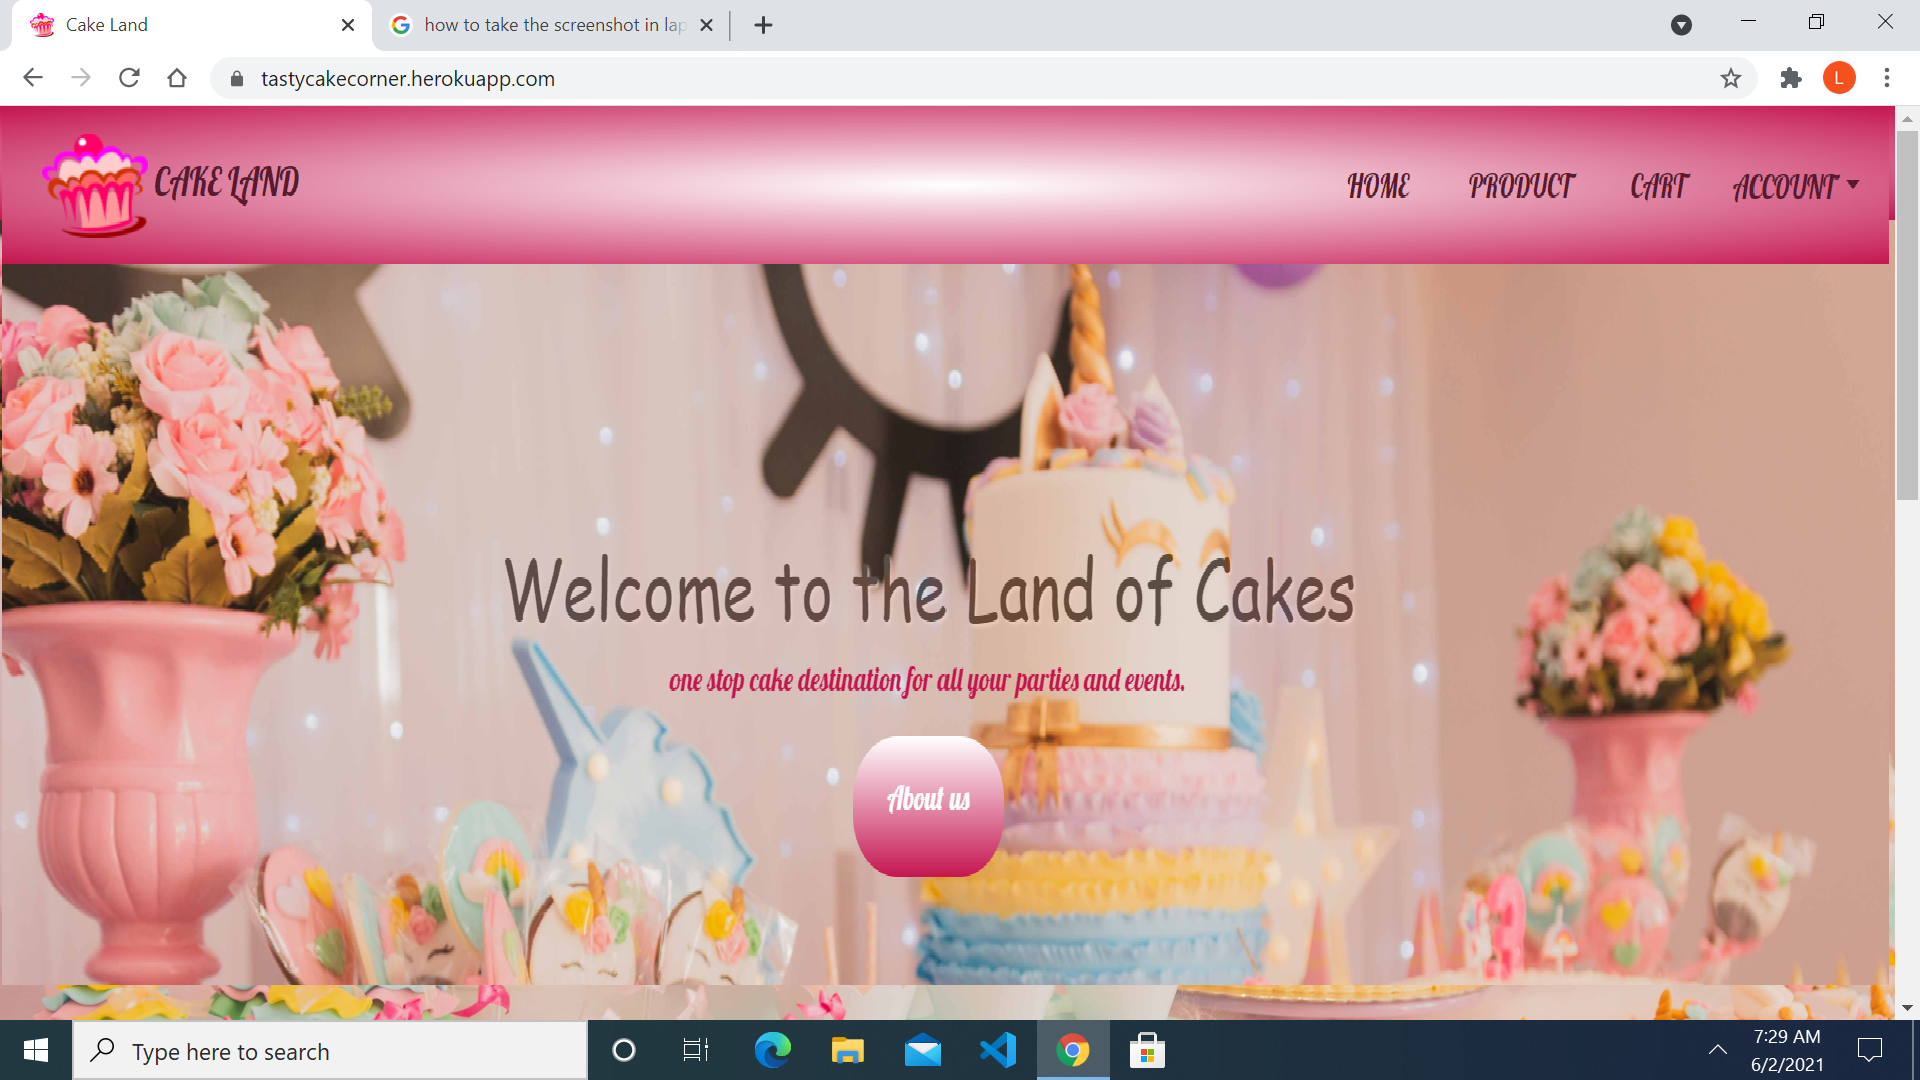 Cake Land
how to take the screenshot in lap
tastycakecorner.herokuapp.com
L
CAKE LAND
HOME
PRODUCT
CART
ACCOUNT
Welcome to the Land of Cakes
one stop cake destination for all your parties and events.
About us
Type here to search
7:29 AM
6/2/2021